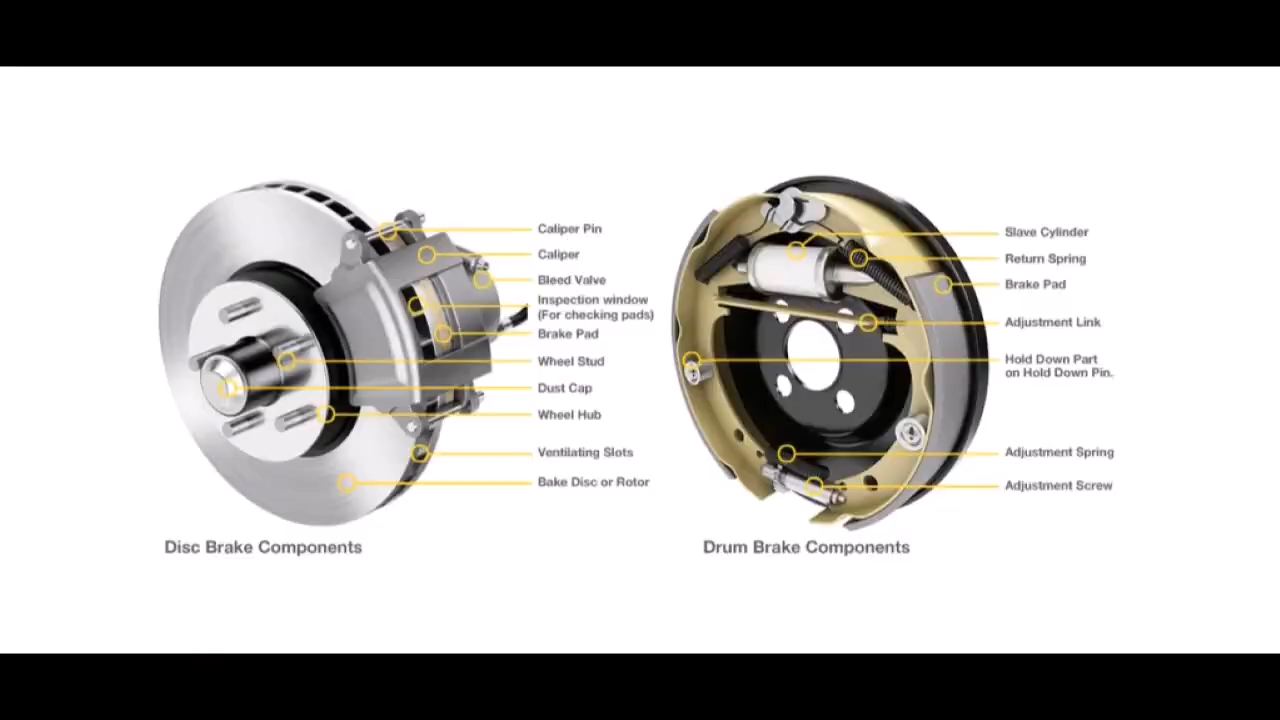 Caliper Pin
Caliper
Bleed Valve
Inspection window
(For checking pads)
Brake Pad
Wheel Stud
Dust Cap
Wheel Hub
Ventilating Slots
Bake Disc or Rotor
Disc Brake Components
Slave Cylinder
Return Spring
Brake Pad
Adjustment Link
Hold Down Part
on Hold Down Pin.
Adjustment Spring
Adjustment Screw
Drum Brake Components